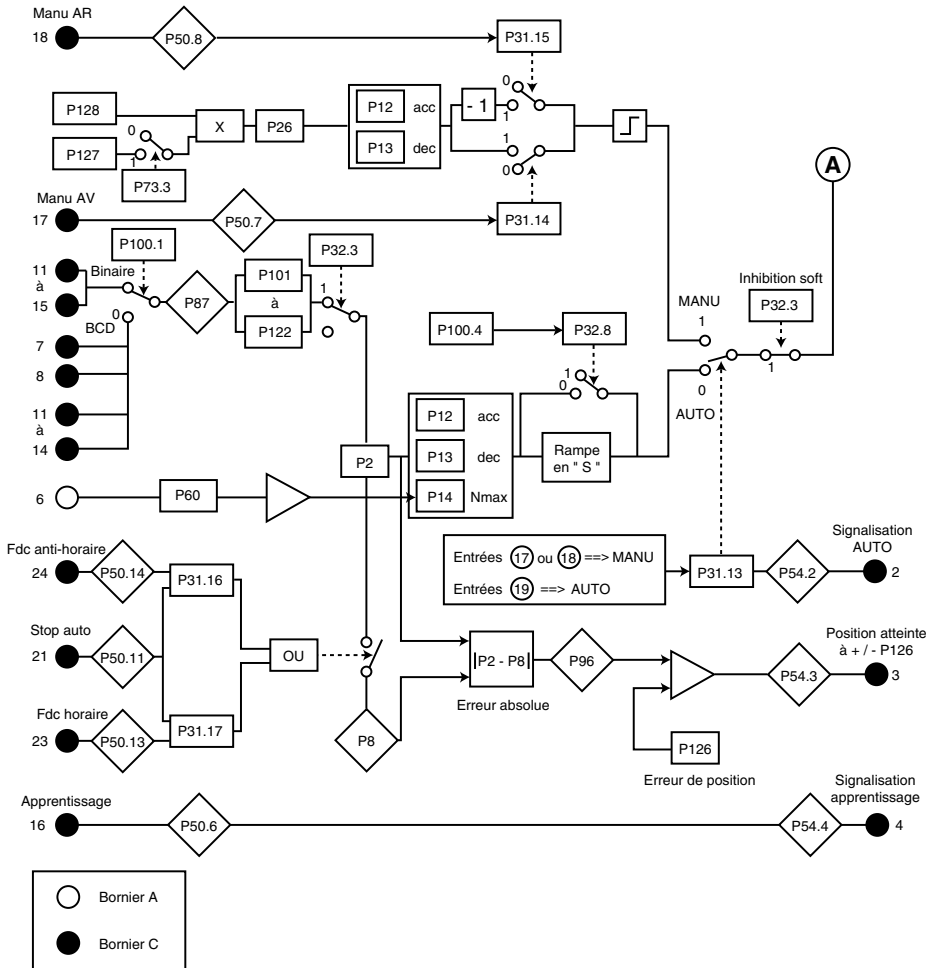 Manu AR
18
P50.8
P31.15
P128
P127
0
1
P73.3
X
P26
P12 acc
P13 dec
- 1
0
1
1
0
P31.14
A
Manu AV
17
P50.7
P100.1
P32.3
11
à
15
Binaire
P87
P101
à
P122
1
0
BCD
7
8
11
à
14
P100.4
P32.8
1
0
MANU
1
0
AUTO
Inhibition soft
P32.3
1
P2
P12 acc
P13 dec
P14 Nmax
Rampe
en " S "
6
P60
Fdc anti-horaire
24
P50.14
P31.16
Stop auto
21
P50.11
OU
Fdc horaire
23
P50.13
P31.17
P8
Entrées 17 ou 18 ==> MANU
Entrées 19 ==> AUTO
P31.13
P54.2
Signalisation
AUTO
2
|P2 - P8|
Erreur absolue
P96
P126
Erreur de position
P54.3
Position atteinte
à + / - P126
3
Apprentissage
16
P50.6
P54.4
Signalisation
apprentissage
4
Bornier A
Bornier C